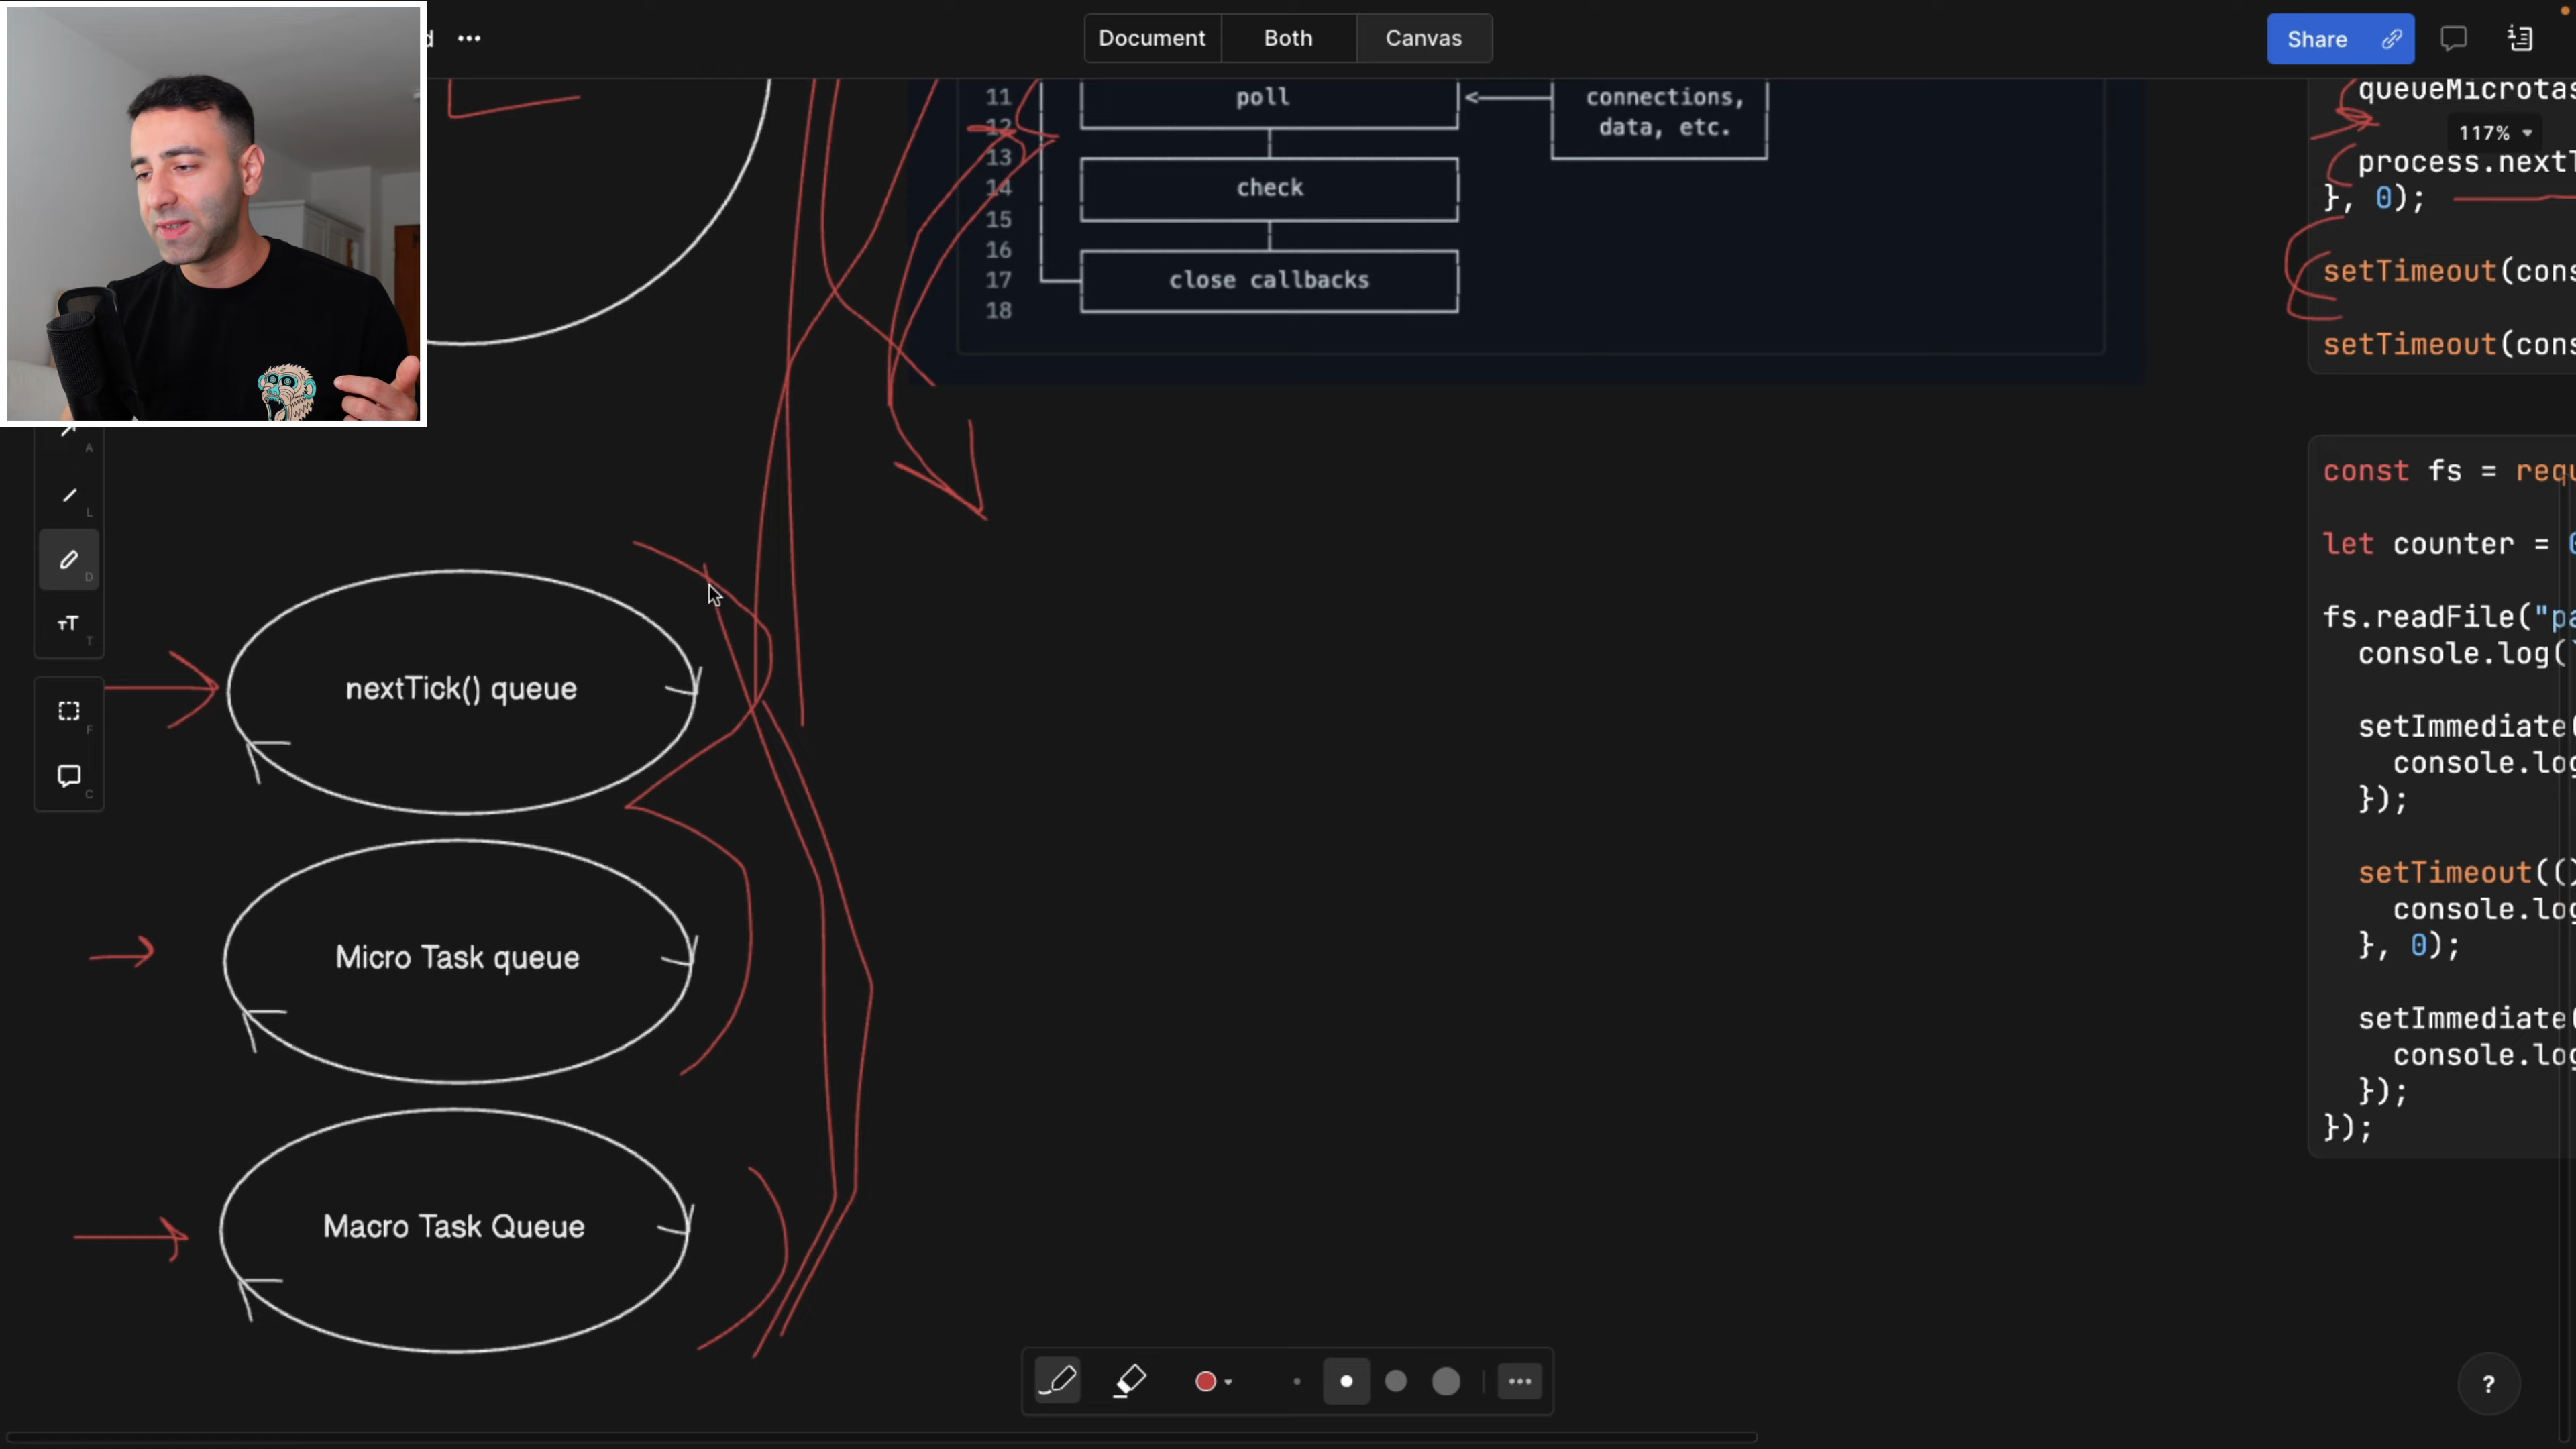 d ...
Document
Both
Canvas
Share
117%
11
12
13
14
15
16
17
18
poll
connections,
data, etc.
check
close callbacks
A
L
D
T
F
C
nextTick() queue
Micro Task queue
Macro Task Queue
queueMicrotas
process.nextT
}, 0);
setTimeout(cons
setTimeout(cons
const fs = requ
let counter = 0
fs.readFile("pa
console.log(`
setImmediate(
console.log
});
setTimeout(()
console.log
}, 0);
setImmediate(
console.log
});
});
?